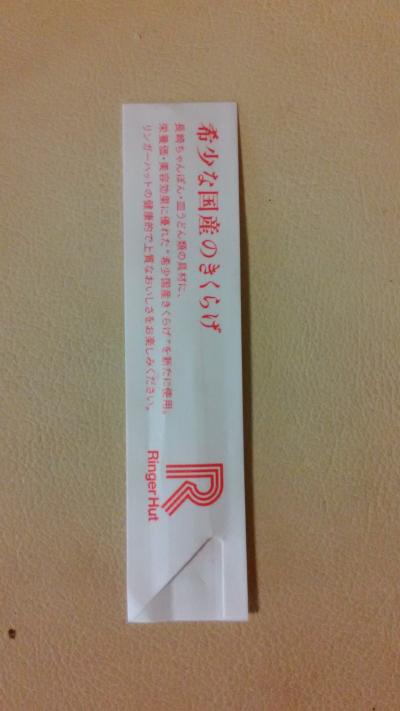 希少な国産のきくらげ
長崎ちゃんぽん・皿うどん類の具材に、
栄養価・美容効果に優れた“希少国産きくらげ”を新たに使用。
リンガーハットの健康的で上質なおいしさをお楽しみください。
R
RingerHut